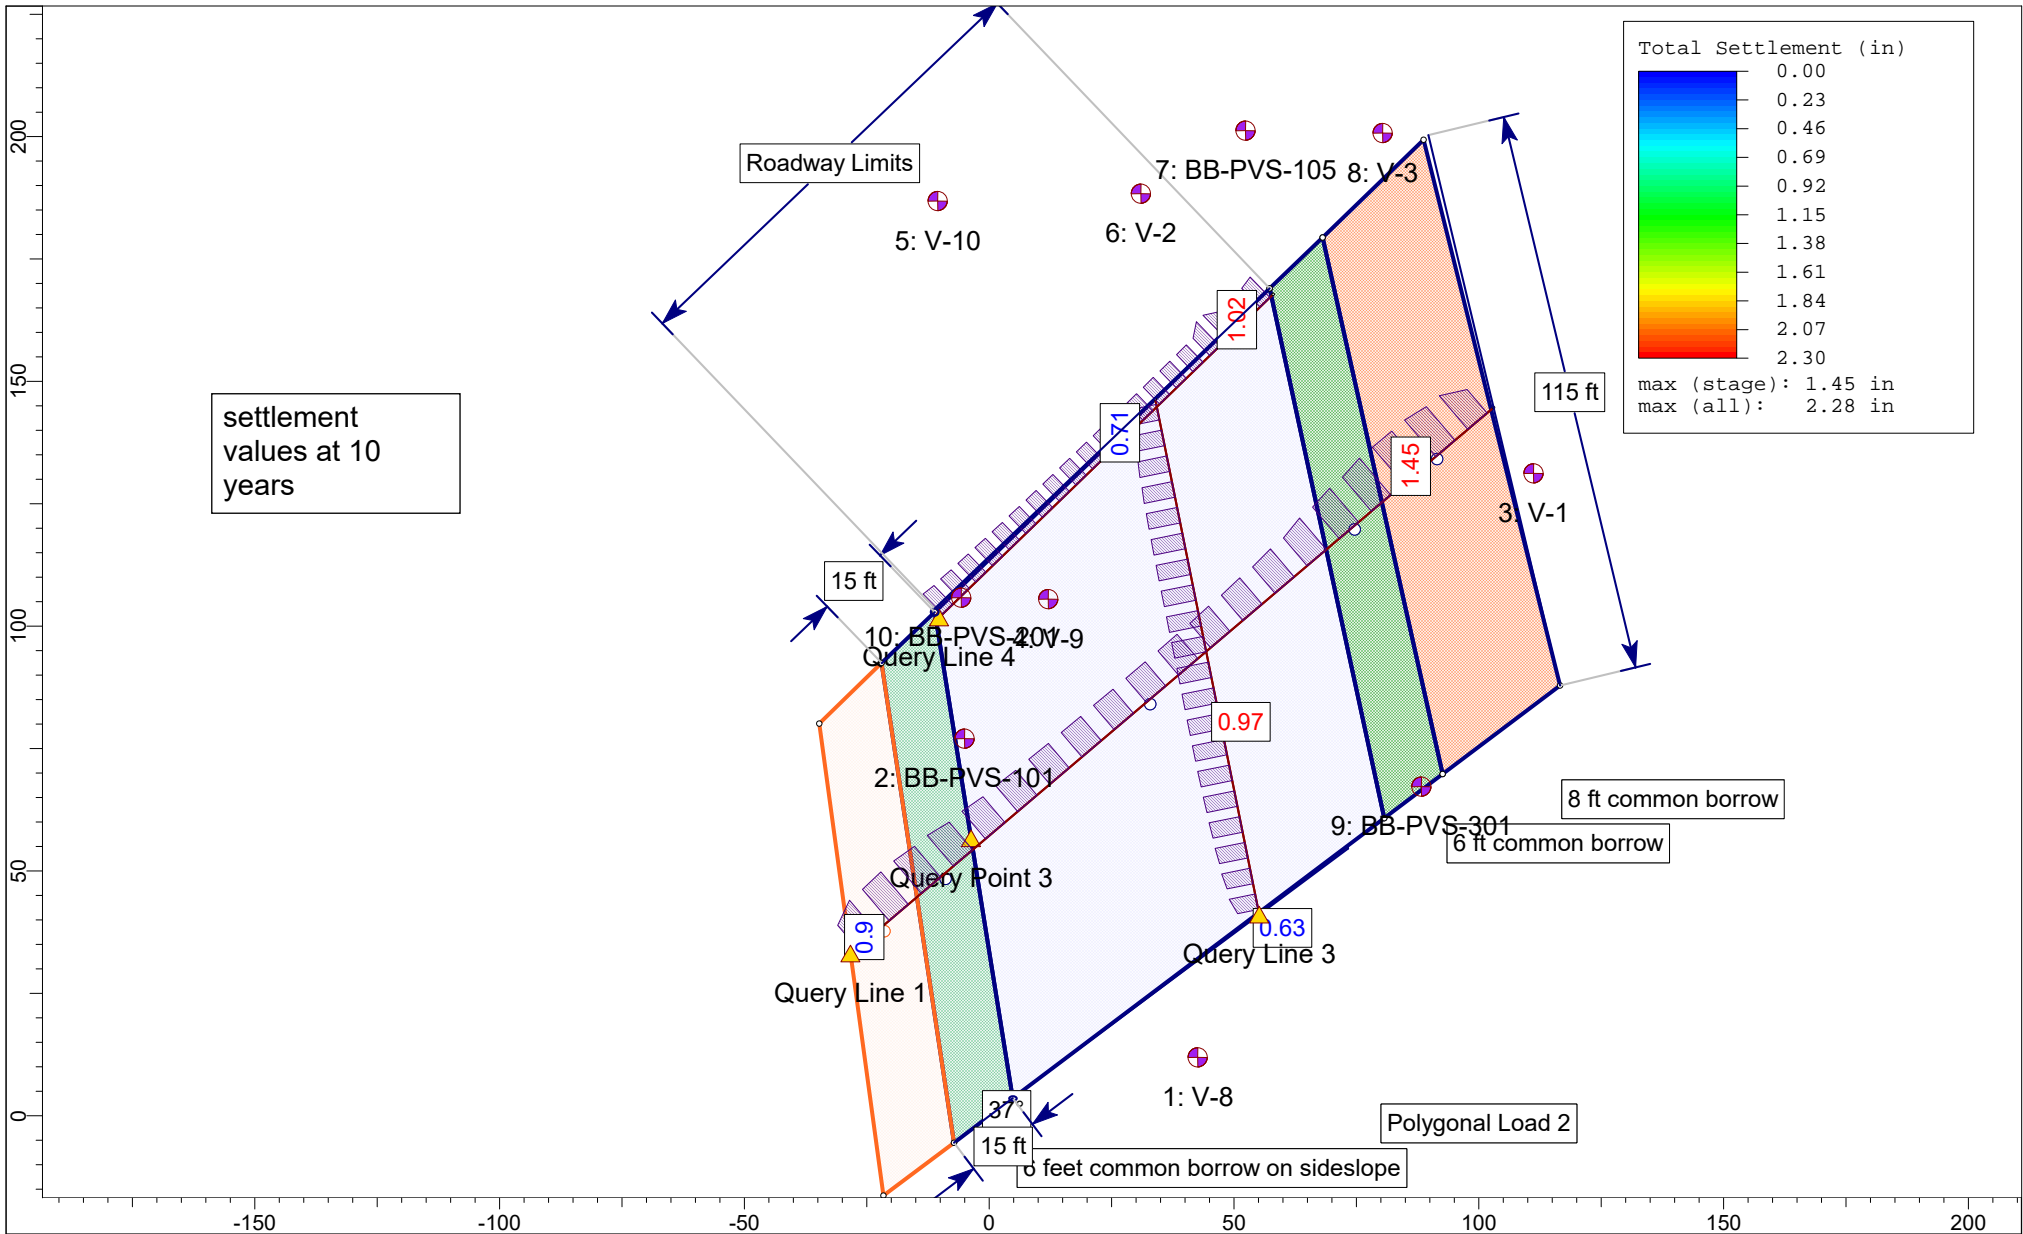 Total Settlement (in)
0.00
0.23
0.46
0.69
0.92
1.15
1.38
1.61
1.84
2.07
2.30
max (stage): 1.45 in
max (all): 2.28 in
Roadway Limits
7: BB-PVS-105
8: V-3
5: V-10
6: V-2
1.02
115 ft
settlement
values at 10
years
0.71
1.45
3: V-1
15 ft
10: BB-PVS-201
4: V-9
Query Line 4
0.97
2: BB-PVS-101
8 ft common borrow
9: BB-PVS-301
6 ft common borrow
Query Point 3
0.9
0.63
Query Line 3
Query Line 1
1: V-8
37
Polygonal Load 2
15 ft
6 feet common borrow on sideslope
200
150
100
50
0
-150
-100
-50
0
50
100
150
200